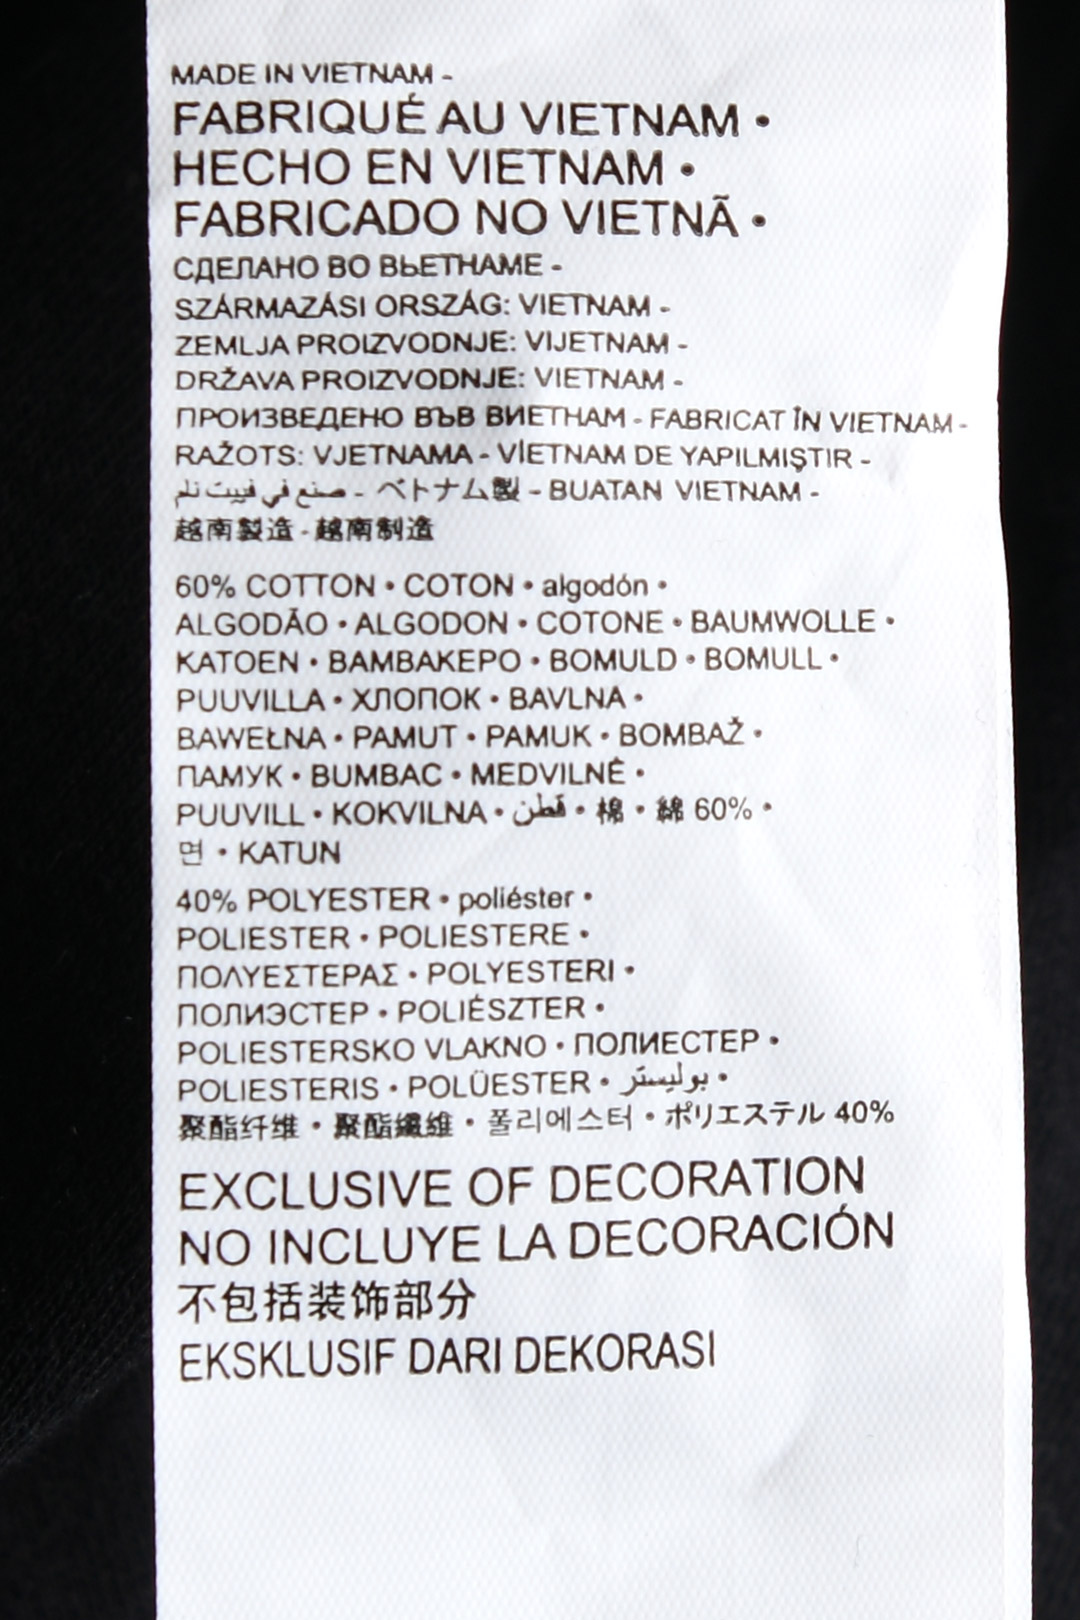 MADE IN VIETNAM -
FABRIQUÉ AU VIETNAM •
HECHO EN VIETNAM •
FABRICADO NO VIETNÃ •
СДЕЛАНО ВО ВЬЕТНАМЕ -
SZÁRMAZÁSI ORSZÁG: VIETNAM -
ZEMLJA PROIZVODNJE: VIJETNAM -
DRŽAVA PROIZVODNJE: VIETNAM -
ПРОИЗВЕДЕНО ВЪВ ВИЕТНАМ - FABRICAT ÎN VIETNAM -
RAŽOTS: VJETNAMA - VİETNAM DE YAPILMIŞTIR -
صنع في فييت نام - ベトナム製 - BUATAN VIETNAM -
越南製造 - 越南制造
60% COTTON • COTON • algodón •
ALGODÃO • ALGODON • COTONE • BAUMWOLLE •
KATOEN • ΒΑΜΒΑΚΕΡΟ • BOMULD • BOMULL •
PUUVILLA • ХЛОПОК • BAVLNA •
BAWEŁNA • PAMUT • PAMUK • BOMBAŽ •
ПАМУК • BUMBAC • MEDVILNĖ •
PUUVILL • KOKVILNA • قطن • 棉 • 綿 60% •
면 • KATUN
40% POLYESTER • poliéster •
POLIESTER • POLIESTERE •
ΠΟΛΥΕΣΤΕΡΑΣ • POLYESTERI •
ПОЛИЭСТЕР • POLIÉSZTER •
POLIESTERSKO VLAKNO • ПОЛИЕСТЕР •
POLIESTERIS • POLÜESTER • بوليستر •
聚酯纤维 • 聚酯纖維 • 폴리에스터 • ポリエステル 40%
EXCLUSIVE OF DECORATION
NO INCLUYE LA DECORACIÓN
不包括装饰部分
EKSKLUSIF DARI DEKORASI